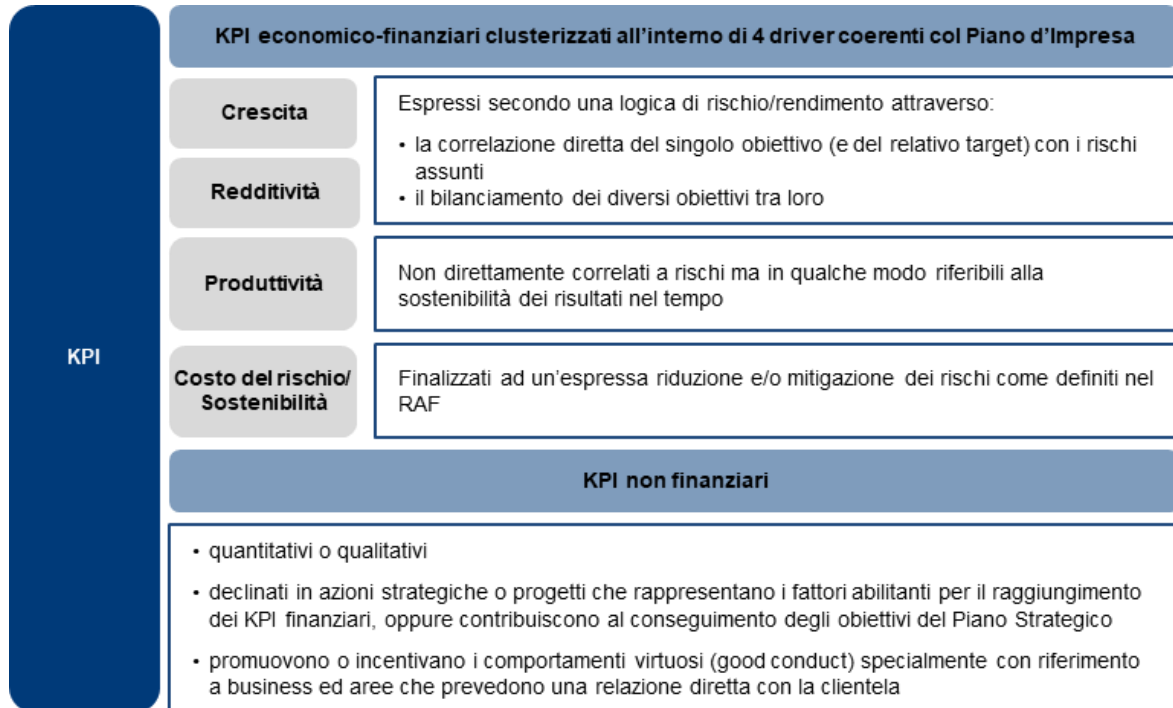 KPI
KPI economico-finanziari clusterizzati all'interno di 4 driver coerenti col Piano d'Impresa
Crescita
Redditività
Espressi secondo una logica di rischio/rendimento attraverso:
• la correlazione diretta del singolo obiettivo (e del relativo target) con i rischi
assunti
• il bilanciamento dei diversi obiettivi tra loro
Produttività
Non direttamente correlati a rischi ma in qualche modo riferibili alla
sostenibilità dei risultati nel tempo
Costo del rischio/
Sostenibilità
Finalizzati ad un'espressa riduzione e/o mitigazione dei rischi come definiti nel
RAF
KPI non finanziari
• quantitativi o qualitativi
• declinati in azioni strategiche o progetti che rappresentano i fattori abilitanti per il raggiungimento
dei KPI finanziari, oppure contribuiscono al conseguimento degli obiettivi del Piano Strategico
• promuovono o incentivano i comportamenti virtuosi (good conduct) specialmente con riferimento
a business ed aree che prevedono una relazione diretta con la clientela